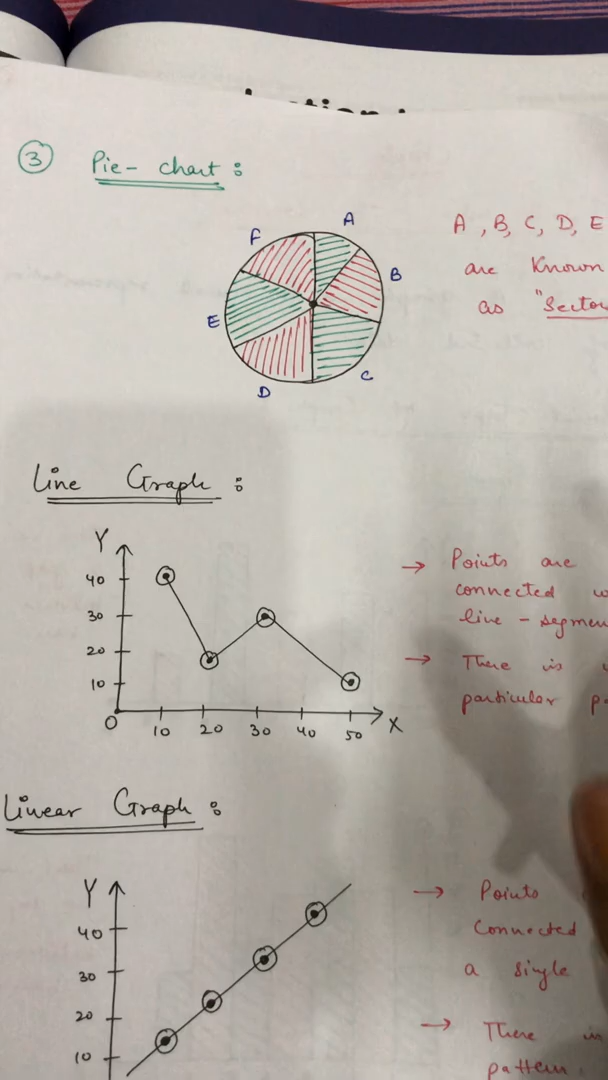 3 Pie- chart :
A
B
C
D
E
F
A, B, C, D, E
are known
as "Secto
Line Graph :
Y
40
30
20
10
O
10 20 30 40 50
X
→ Points are
connected
line - segmen
→ There is
particular
Linear Graph :
Y
40
30
20
10
→ Points
Connected
a single
→ There
pattern